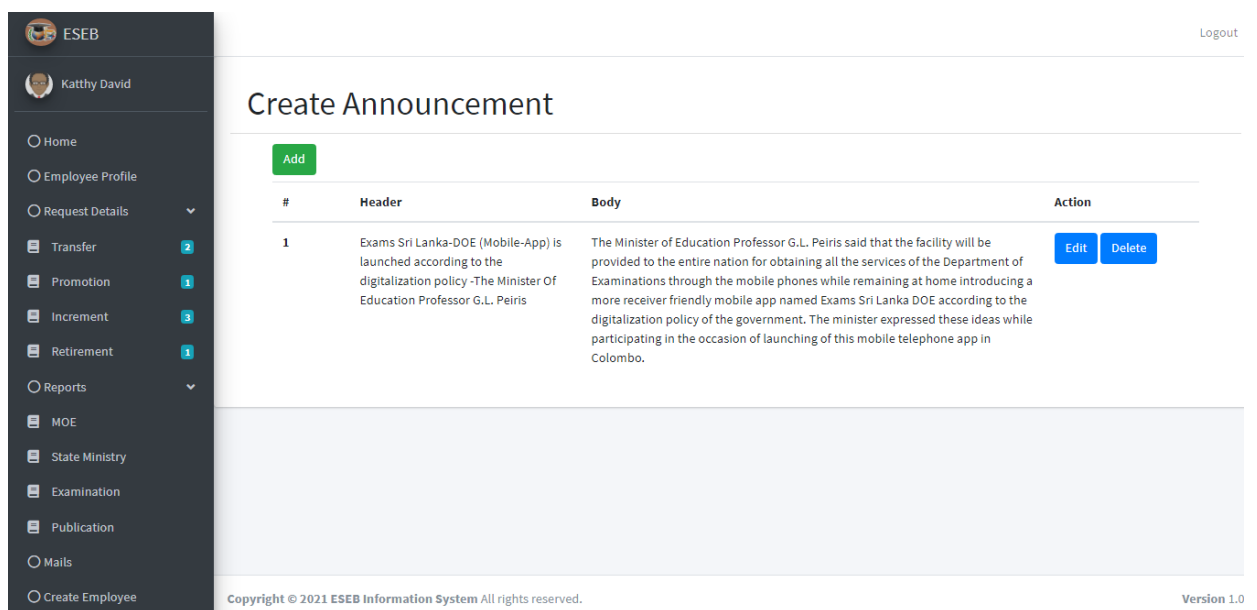 ESEB
Logout
Katthy David
Create Announcement
Home
Employee Profile
Request Details
Transfer 2
Promotion 1
Increment 3
Retirement 1
Reports
MOE
State Ministry
Examination
Publication
Mails
Create Employee
Add
# Header Body Action
1
Exams Sri Lanka-DOE (Mobile-App) is
launched according to the
digitalization policy -The Minister Of
Education Professor G.L. Peiris
The Minister of Education Professor G.L. Peiris said that the facility will be
provided to the entire nation for obtaining all the services of the Department of
Examinations through the mobile phones while remaining at home introducing a
more receiver friendly mobile app named Exams Sri Lanka DOE according to the
digitalization policy of the government. The minister expressed these ideas while
participating in the occasion of launching of this mobile telephone app in
Colombo.
Edit Delete
Copyright © 2021 ESEB Information System All rights reserved.
Version 1.0